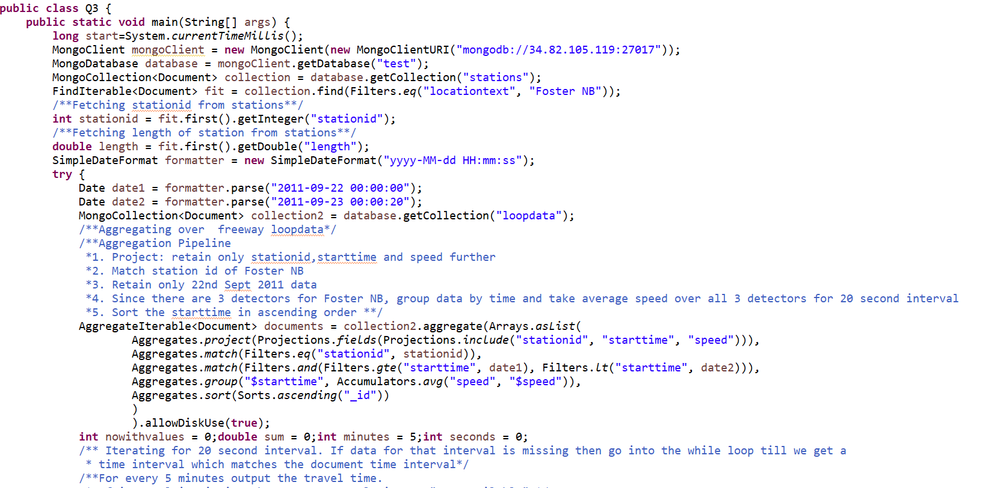 public class Q3 {
    public static void main(String[] args) {
        long start=System.currentTimeMillis();
        MongoClient mongoClient = new MongoClient(new MongoClientURI("mongodb://34.82.105.119:27017"));
        MongoDatabase database = mongoClient.getDatabase("test");
        MongoCollection<Document> collection = database.getCollection("stations");
        FindIterable<Document> fit = collection.find(Filters.eq("locationtext", "Foster NB"));
        /**Fetching stationid from stations**/
        int stationid = fit.first().getInteger("stationid");
        /**Fetching length of station from stations**/
        double length = fit.first().getDouble("length");
        SimpleDateFormat formatter = new SimpleDateFormat("yyyy-MM-dd HH:mm:ss");
        try {
            Date date1 = formatter.parse("2011-09-22 00:00:00");
            Date date2 = formatter.parse("2011-09-23 00:00:20");
            MongoCollection<Document> collection2 = database.getCollection("loopdata");
            /**Aggregating over  freeway loopdata*/
            /**Aggregation Pipeline
             *1. Project: retain only stationid,starttime and speed further
             *2. Match station id of Foster NB
             *3. Retain only 22nd Sept 2011 data
             *4. Since there are 3 detectors for Foster NB, group data by time and take average speed over all 3 detectors for 20 second interval
             *5. Sort the starttime in ascending order **/
            AggregateIterable<Document> documents = collection2.aggregate(Arrays.asList(
                    Aggregates.project(Projections.fields(Projections.include("stationid", "starttime", "speed"))),
                    Aggregates.match(Filters.eq("stationid", stationid)),
                    Aggregates.match(Filters.and(Filters.gte("starttime", date1), Filters.lt("starttime", date2))),
                    Aggregates.group("$starttime", Accumulators.avg("speed", "$speed")),
                    Aggregates.sort(Sorts.ascending("_id"))
                    )
                    ).allowDiskUse(true);
            int nowithvalues = 0;double sum = 0;int minutes = 5;int seconds = 0;
            /** Iterating for 20 second interval. If data for that interval is missing then go into the while loop till we get a
             * time interval which matches the document time interval*/
            /**For every 5 minutes output the travel time.